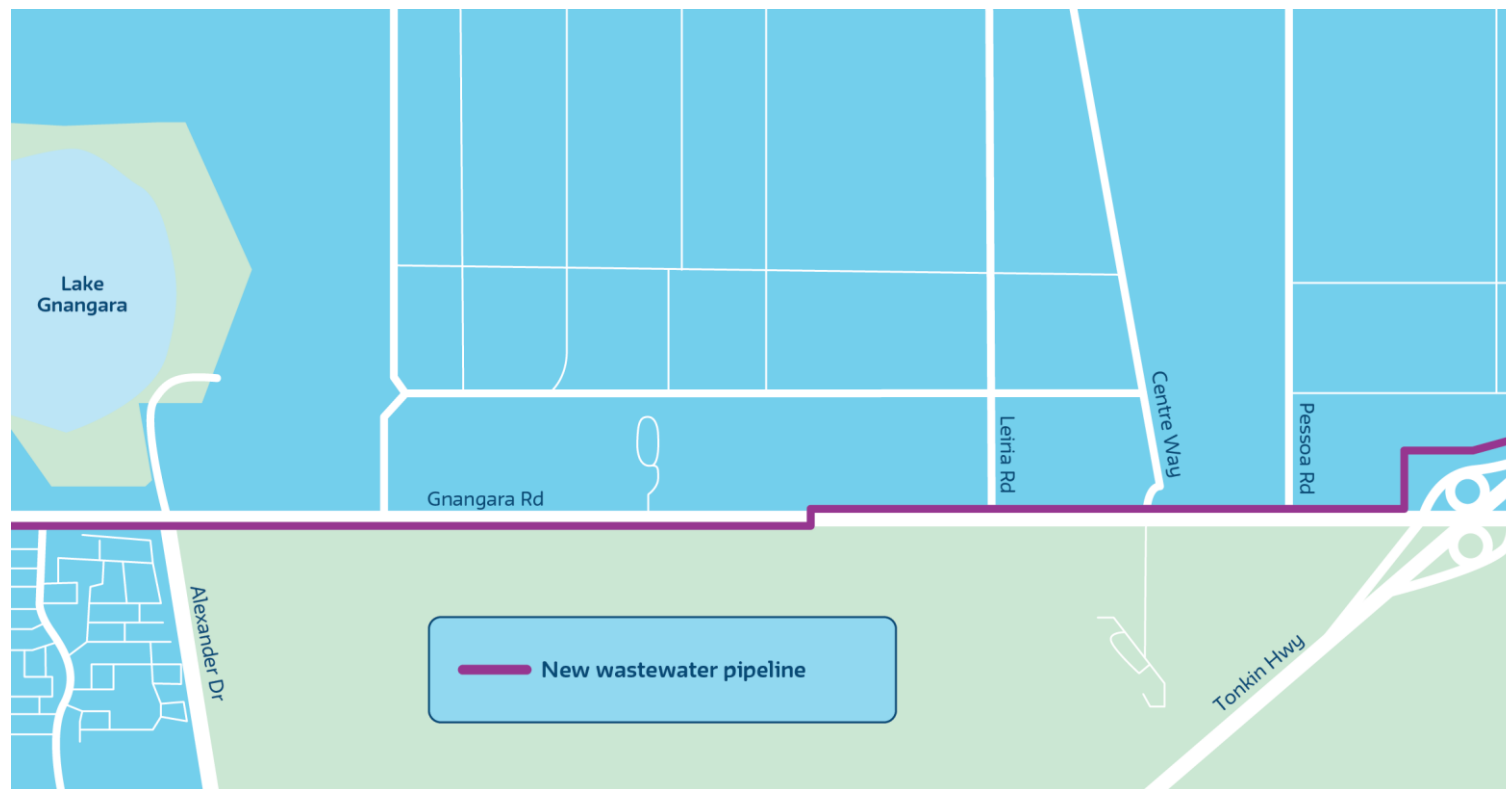 Lake
Gnangara
Centre Way
Pessoa Rd
Leiria Rd
Gnangara Rd
Alexander Dr
New wastewater pipeline
Tonkin Hwy